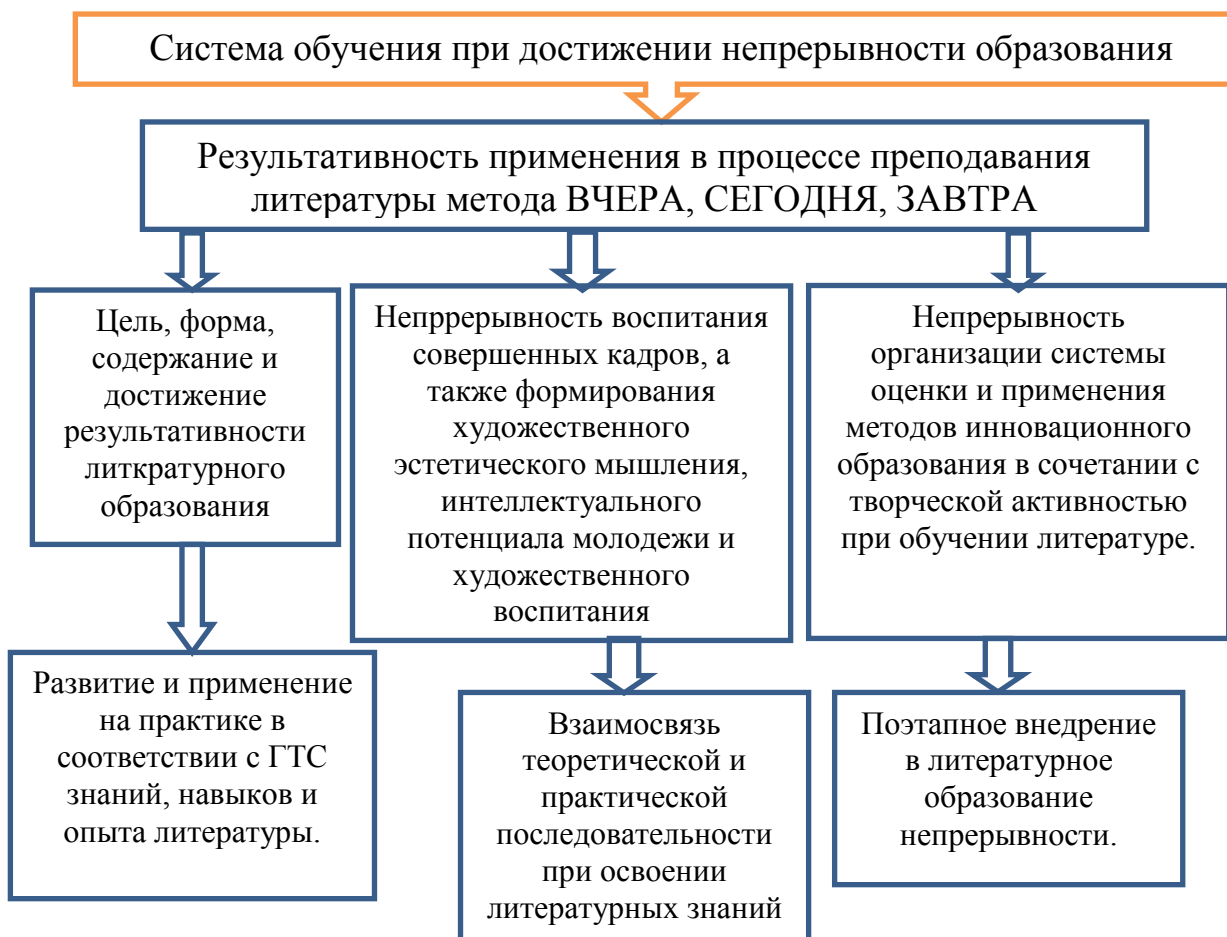 Система обучения при достижении непрерывности образования
Результативность применения в процессе преподавания
литературы метода ВЧЕРА, СЕГОДНЯ, ЗАВТРА
Цель, форма,
содержание и
достижение
результативности
литкратурного
образования
Непррерывность воспитания
совершенных кадров, а
также формирования
художественного
эстетического мышления,
интеллектуального
потенциала молодежи и
художественного
воспитания
Непрерывность
организации системы
оценки и применения
методов инновационного
образования в сочетании с
творческой активностью
при обучении литературе.
Развитие и применение
на практике в
соответствии с ГТС
знаний, навыков и
опыта литературы.
Взаимосвязь
теоретической и
практической
последовательности
при освоении
литературных знаний
Поэтапное внедрение
в литературное
образование
непрерывности.